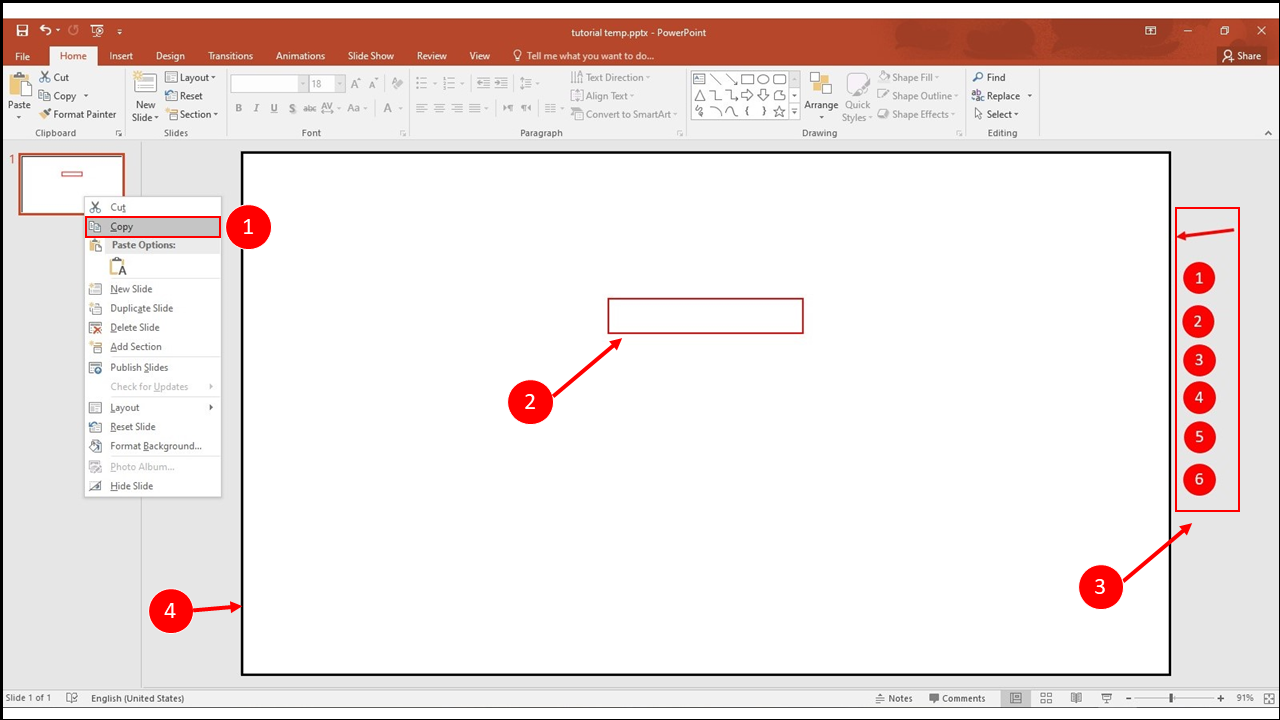 tutorial temp.pptx - PowerPoint
File Home Insert Design Transitions Animations Slide Show Review View Tell me what you want to do... Share
Paste Cut Copy Format Painter
Clipboard
New Slide Layout Reset Section
Slides
18
B I U S abc AV Aa A
Font
Text Direction
Align Text
Convert to SmartArt
Paragraph
Arrange Quick Styles
Shape Fill
Shape Outline
Shape Effects
Drawing
Find
Replace
Select
Editing
1
Cut
Copy
Paste Options:
New Slide
Duplicate Slide
Delete Slide
Add Section
Publish Slides
Check for Updates
Layout
Reset Slide
Format Background...
Photo Album...
Hide Slide
1
2
3
4
1
2
3
4
5
6
Slide 1 of 1 English (United States) Notes Comments 91%